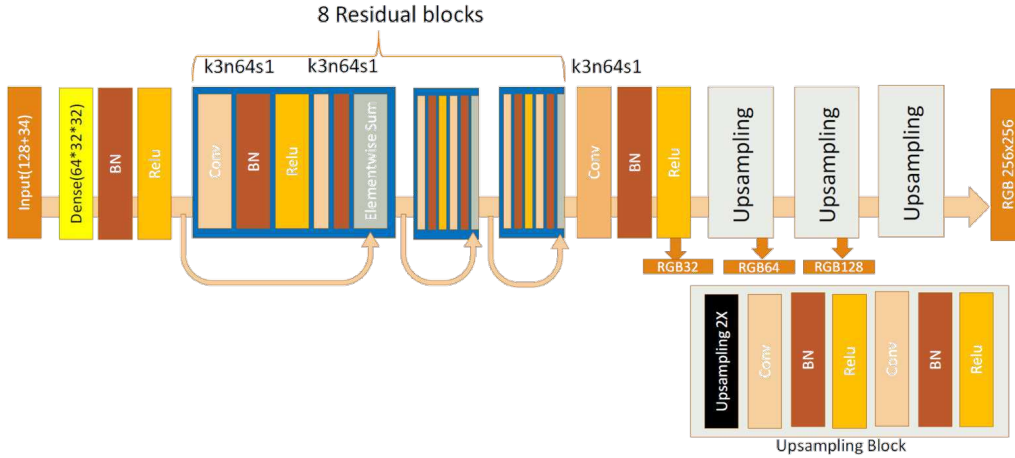 8 Residual blocks
k3n64s1
k3n64s1
k3n64s1
Input(128+34)
Dense(64*32*32)
BN
Relu
Conv
BN
Relu
Elementwise Sum
Conv
BN
Relu
Upsampling
Upsampling
Upsampling
RGB 256x256
RGB32
RGB64
RGB128
Upsampling 2X
Conv
BN
Relu
Conv
BN
Relu
Upsampling Block